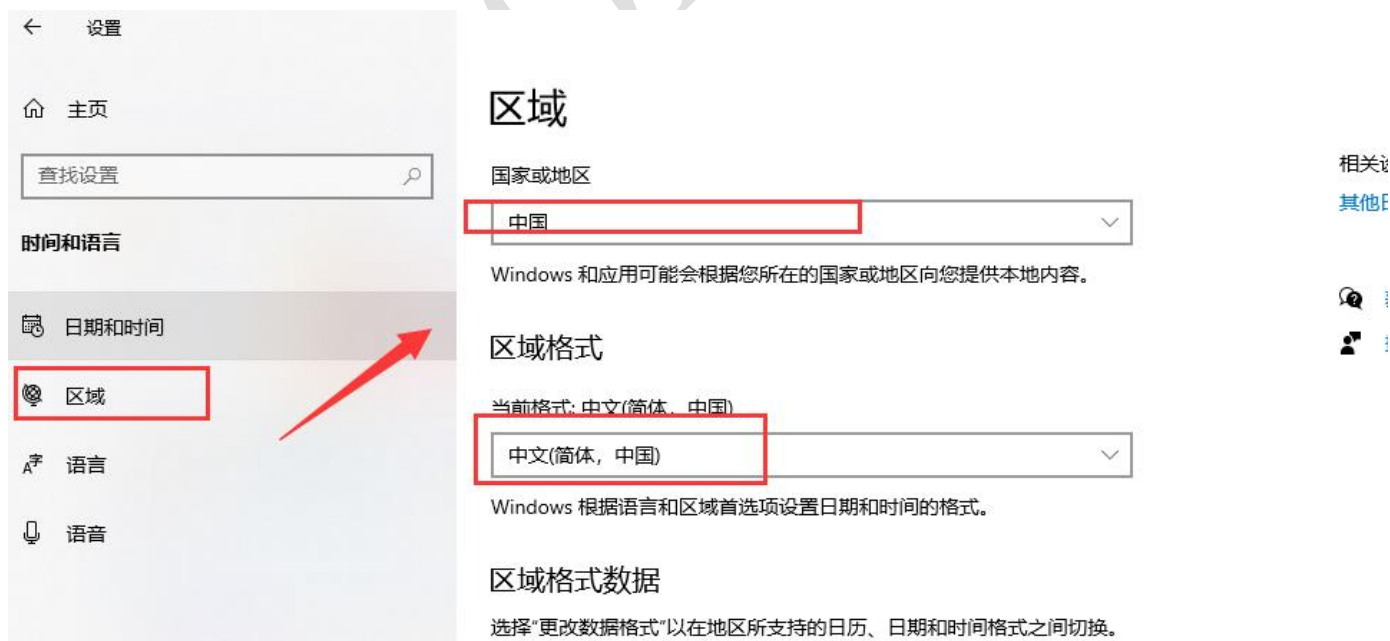 设置
主页
查找设置
时间和语言
日期和时间
区域
语言
语音
区域
国家或地区
中国
Windows 和应用可能会根据您所在的国家或地区向您提供本地内容。
区域格式
当前格式: 中文(简体，中国)
中文(简体，中国)
Windows 根据语言和区域首选项设置日期和时间的格式。
区域格式数据
选择“更改数据格式”以在地区所支持的日历、日期和时间格式之间切换。
相关
其他